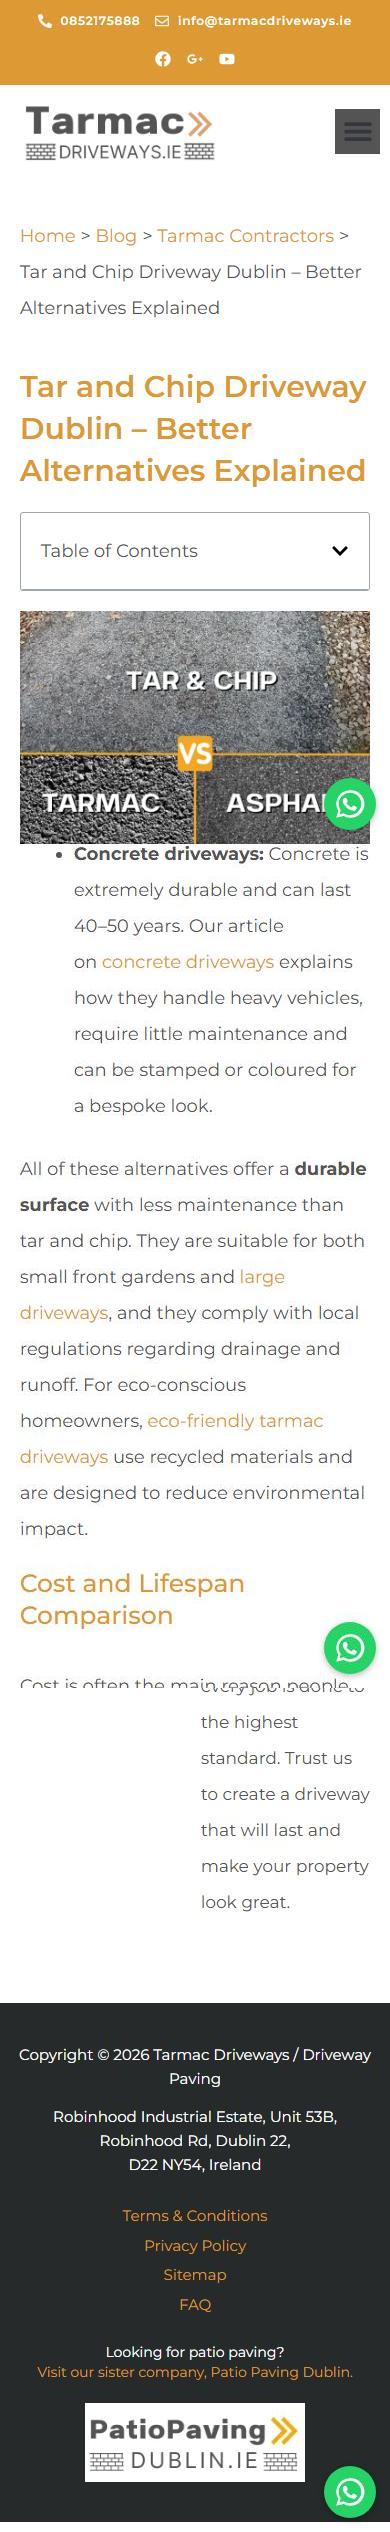 0852175888 info@tarmacdriveways.ie
Tarmac
DRIVEWAYS.IE
Home > Blog > Tarmac Contractors >
Tar and Chip Driveway Dublin – Better
Alternatives Explained
Tar and Chip Driveway
Dublin – Better
Alternatives Explained
Table of Contents
TAR & CHIP
VS
TARMAC
Concrete driveways: Concrete is
extremely durable and can last
40–50 years. Our article
on concrete driveways explains
how they handle heavy vehicles,
require little maintenance and
can be stamped or coloured for
a bespoke look.
All of these alternatives offer a durable
surface with less maintenance than
tar and chip. They are suitable for both
small front gardens and large
driveways, and they comply with local
regulations regarding drainage and
runoff. For eco-conscious
homeowners, eco-friendly tarmac
driveways use recycled materials and
are designed to reduce environmental
impact.
Cost and Lifespan
Comparison
Cost is often the main
the highest
standard. Trust us
to create a driveway
that will last and
make your property
look great.
Copyright © 2026 Tarmac Driveways / Driveway
Paving
Robinhood Industrial Estate, Unit 53B,
Robinhood Rd, Dublin 22,
D22 NY54, Ireland
Terms & Conditions
Privacy Policy
Sitemap
FAQ
Looking for patio paving?
Visit our sister company, Patio Paving Dublin.
PatioPaving
DUBLIN.IE